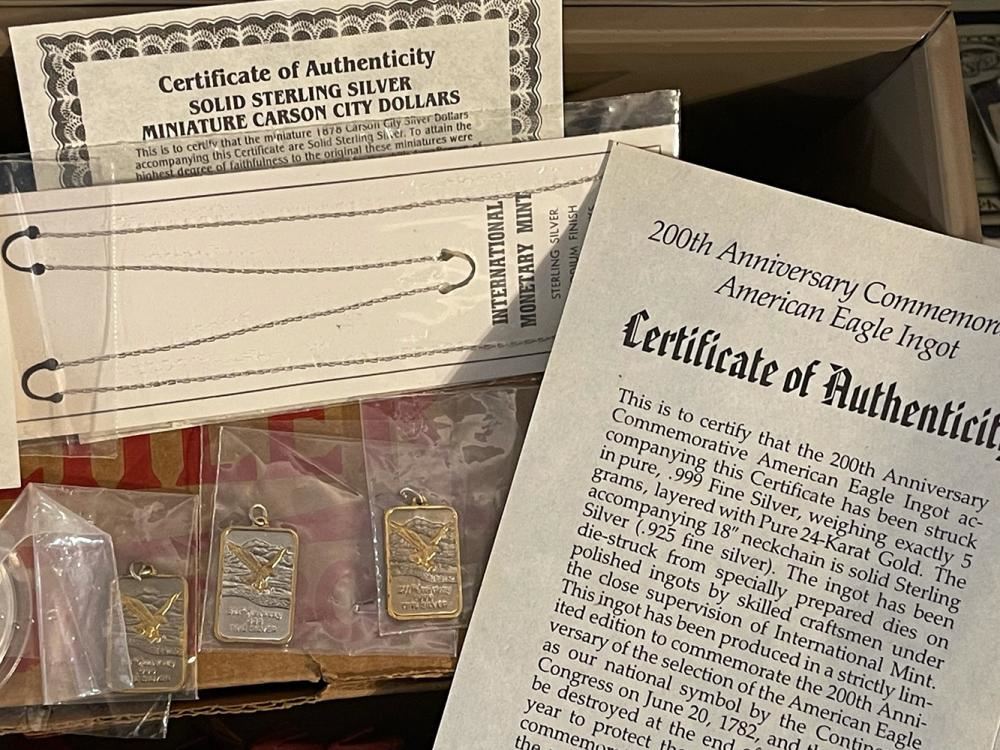 Certificate of Authenticity
SOLID STERLING SILVER
MINIATURE CARSON CITY DOLLARS
This is to certify that the miniature 1878 Carson City Silver Dollars
accompanying this Certificate are Solid Sterling Silver. To attain the
highest degree of faithfulness to the original these miniatures were
INTERNATIONAL
MONETARY MINT
STERLING SILVER
FINISH
200th Anniversary
American Eagle Ingot
Certificate of
This is to certify that the 200th Anniversary
Commemorative American Eagle Ingot ac-
companying this Certificate has been struck
in pure, .999 Fine Silver, weighing exactly 5
grams, layered with Pure 24-Karat Gold. The
accompanying 18" neckchain is solid Sterling
Silver (.925 fine silver). The ingot has been
die-struck from specially prepared dies on
polished ingots by skilled craftsmen under
the close supervision of International Mint.
This ingot has been produced in a strictly lim-
ited edition to commemorate the 200th Anni-
versary of the selection of the American Eagle
as our national symbol by the
Congress on June 20, 1782, and
be destroyed at the end
year to protect